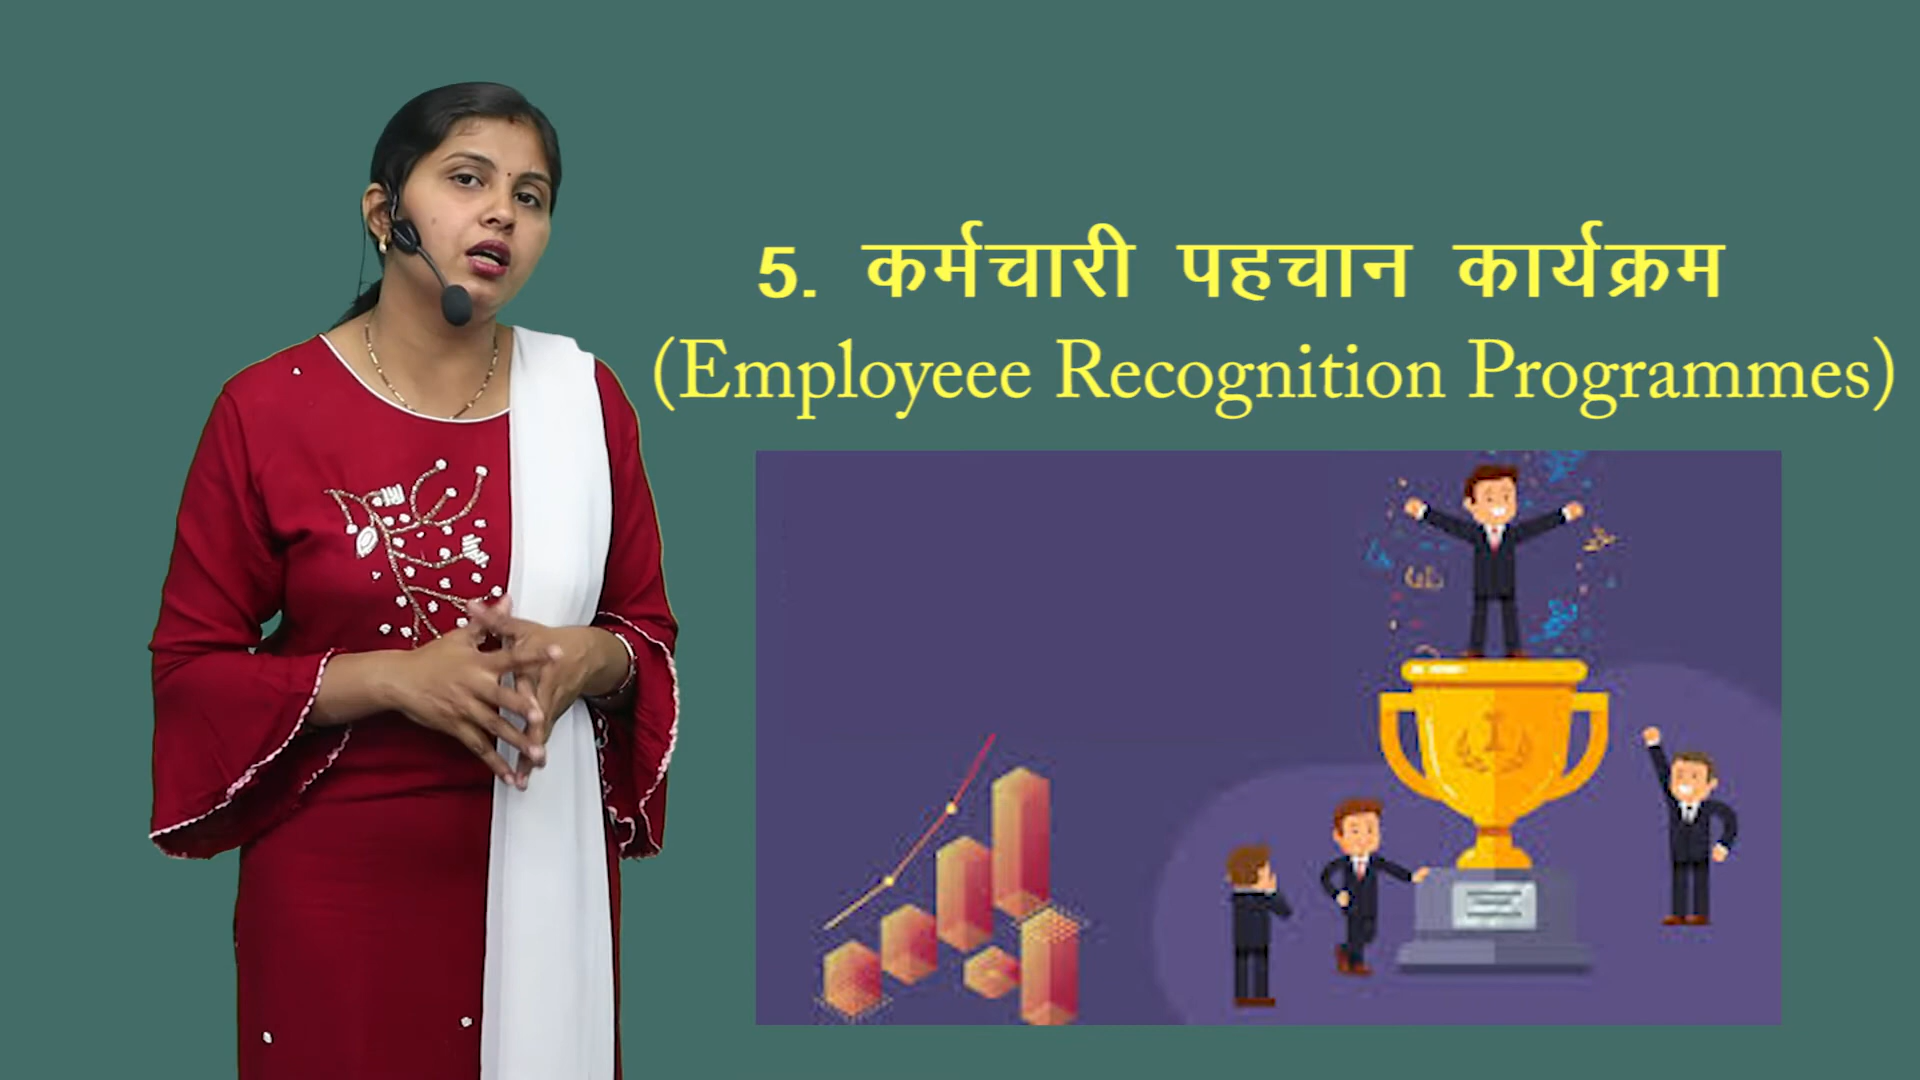 5. कर्मचारी पहचान कार्यक्रम
(Employeee Recognition Programmes)